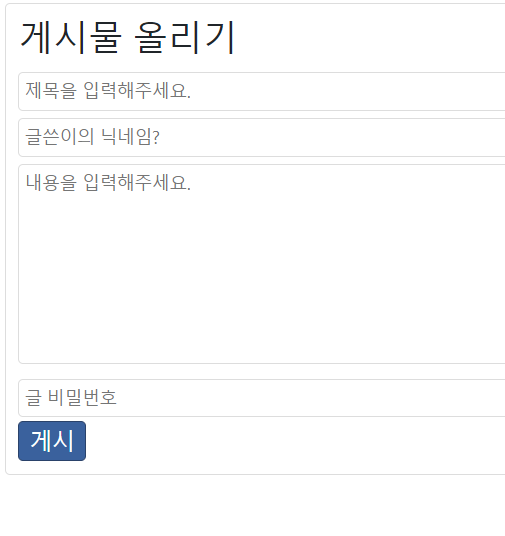 게시물 올리기
제목을 입력해주세요.
글쓴이의 닉네임?
내용을 입력해주세요.
글 비밀번호
게시